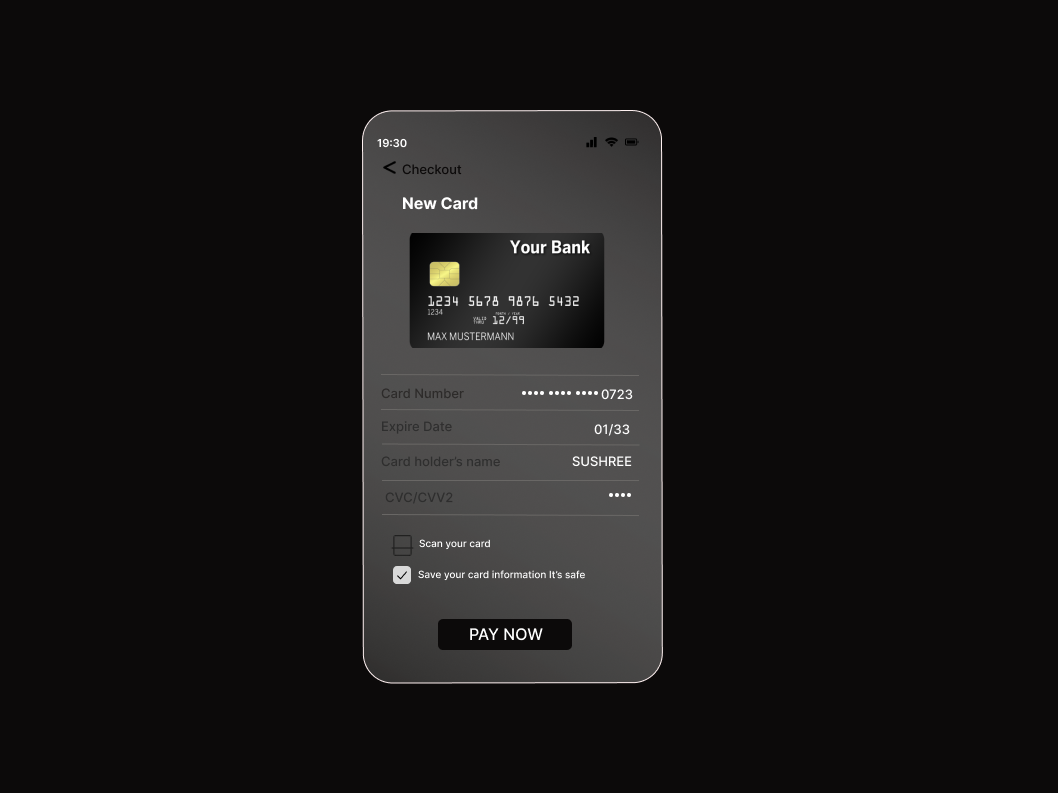 19:30
< Checkout
New Card
Your Bank
1234 5678 9876 5432
1234
MONTH / YEAR
VALID THRU 12/99
MAX MUSTERMANN
Card Number •••• •••• •••• 0723
Expire Date 01/33
Card holder's name SUSHREE
CVC/CVV2 ••••
Scan your card
Save your card information It's safe
PAY NOW